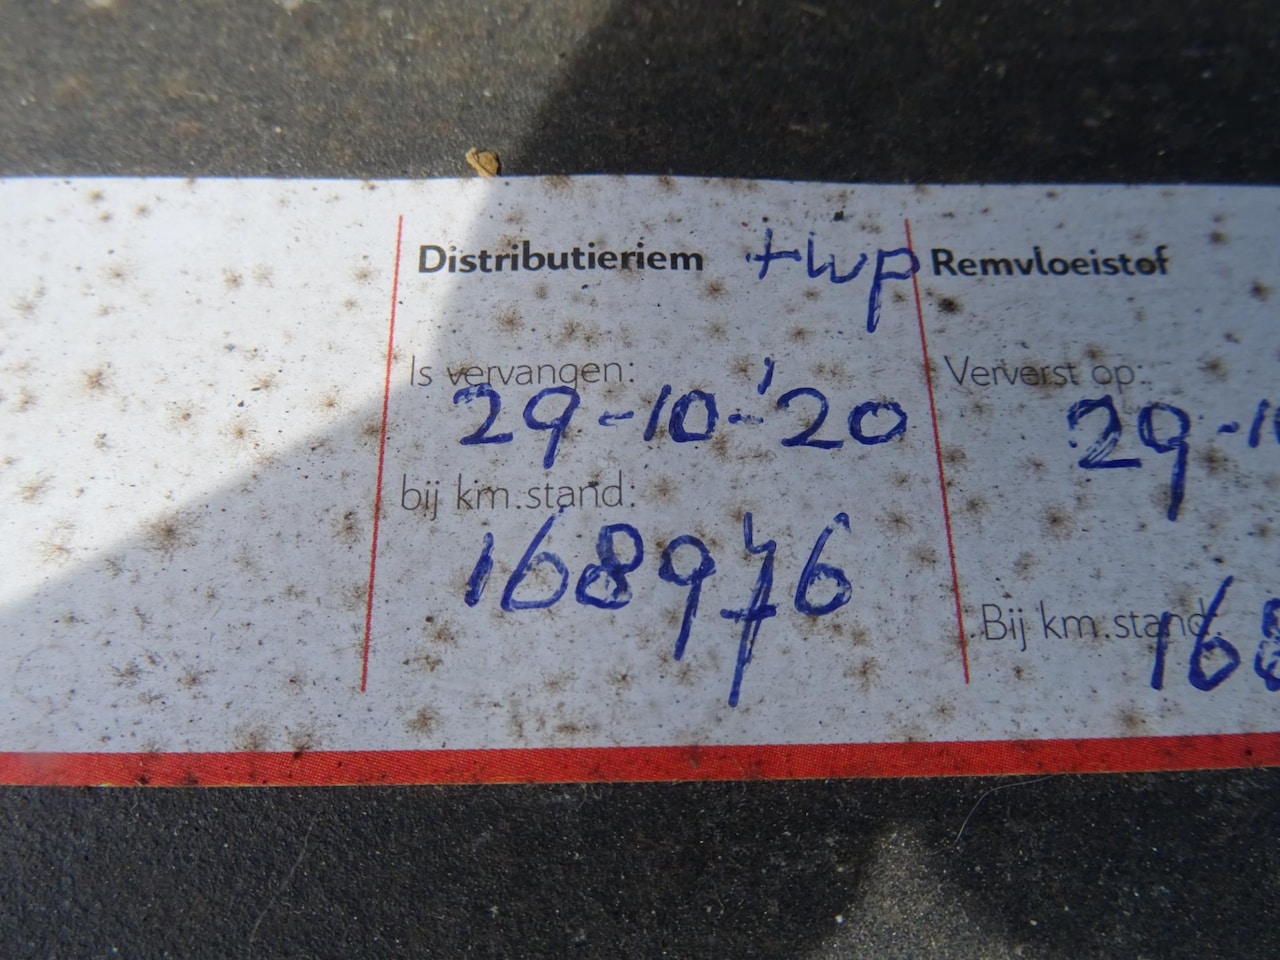 Distributieriem +wp
Is vervangen:
29-10-'20
bij km.stand:
168976
Remvloeistof
Ververst op:
29-1
Bij km.stand:
168